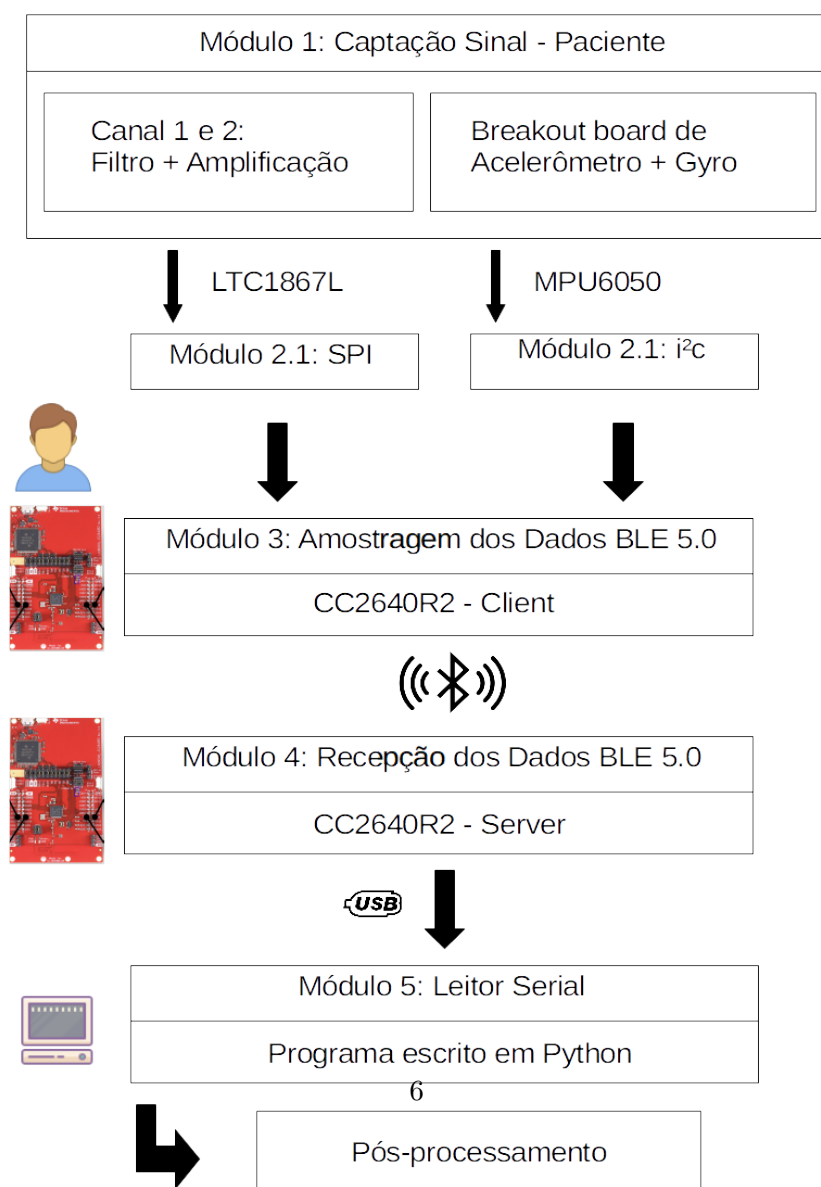 Módulo 1: Captação Sinal - Paciente
Canal 1 e 2:
Filtro + Amplificação
Breakout board de
Acelerômetro + Gyro
LTC1867L
MPU6050
Módulo 2.1: SPI
Módulo 2.1: i²c
Módulo 3: Amostragem dos Dados BLE 5.0
CC2640R2 - Client
Módulo 4: Recepção dos Dados BLE 5.0
CC2640R2 - Server
USB
Módulo 5: Leitor Serial
Programa escrito em Python
6
Pós-processamento